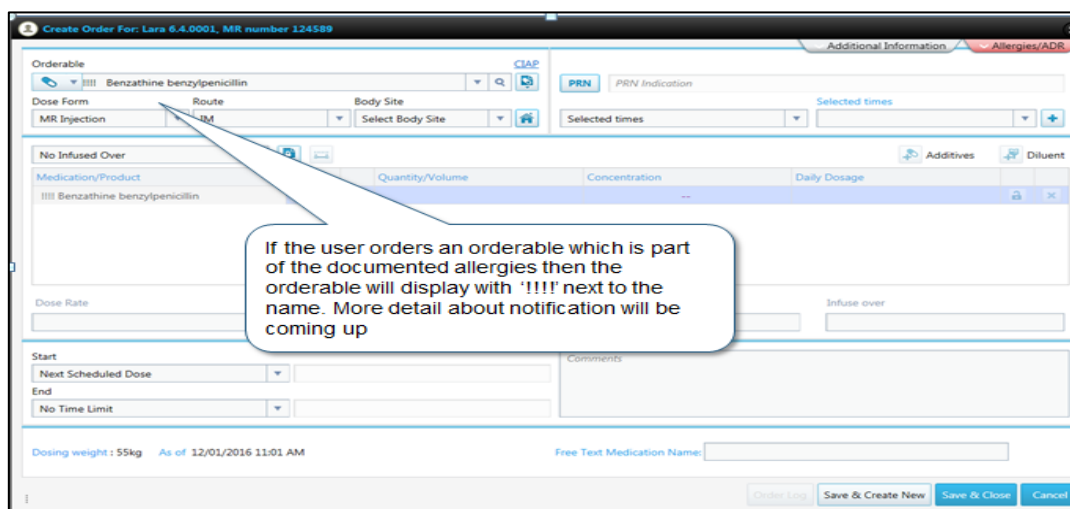 Create Order For: Lara 6.4.0001, MR number 124589
Additional Information
Allergies/ADR
Orderable
CIAP
!!!! Benzathine benzylpenicillin
PRN
PRN Indication
Dose Form
Route
Body Site
Selected times
MR Injection
IM
Select Body Site
Selected times
No Infused Over
Additives
Diluent
Medication/Product
Quantity/Volume
Concentration
Daily Dosage
!!!! Benzathine benzylpenicillin
--
If the user orders an orderable which is part
of the documented allergies then the
orderable will display with ‘!!!!’ next to the
name. More detail about notification will be
coming up
Dose Rate
Infuse over
Start
Comments
Next Scheduled Dose
End
No Time Limit
Dosing weight : 55kg As of 12/01/2016 11:01 AM
Free Text Medication Name:
Order Log
Save & Create New
Save & Close
Cancel